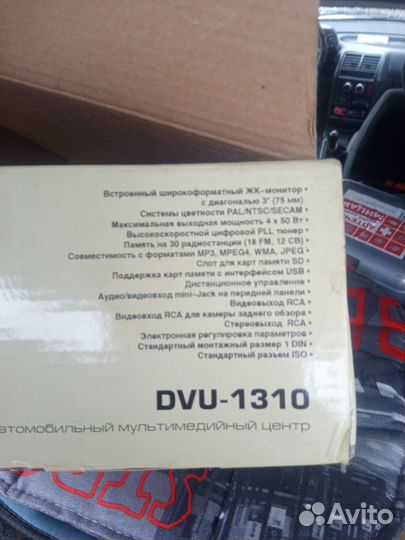 Встроенный широкоформатный ЖК-монитор •
с диагональю 3" (75 мм)
Системы цветности PAL/NTSC/SECAM •
Максимальная выходная мощность 4 x 50 Вт •
Высокоскоростной цифровой PLL тюнер •
Память на 30 радиостанции (18 FM, 12 СВ) •
Совместимость с форматами MP3, MPEG4, WMA, JPEG •
Слот для карт памяти SD •
Поддержка карт памяти с интерфейсом USB •
Дистанционное управление •
Аудио/видеовход mini-Jack на передней панели •
Видеовыход RCA •
Видеовход RCA для камеры заднего обзора •
Стереовыход RCA •
Электронная регулировка параметров •
Стандартный монтажный размер 1 DIN •
Стандартный разъем ISO •
DVU-1310
автомобильный мультимедийный центр
Avito